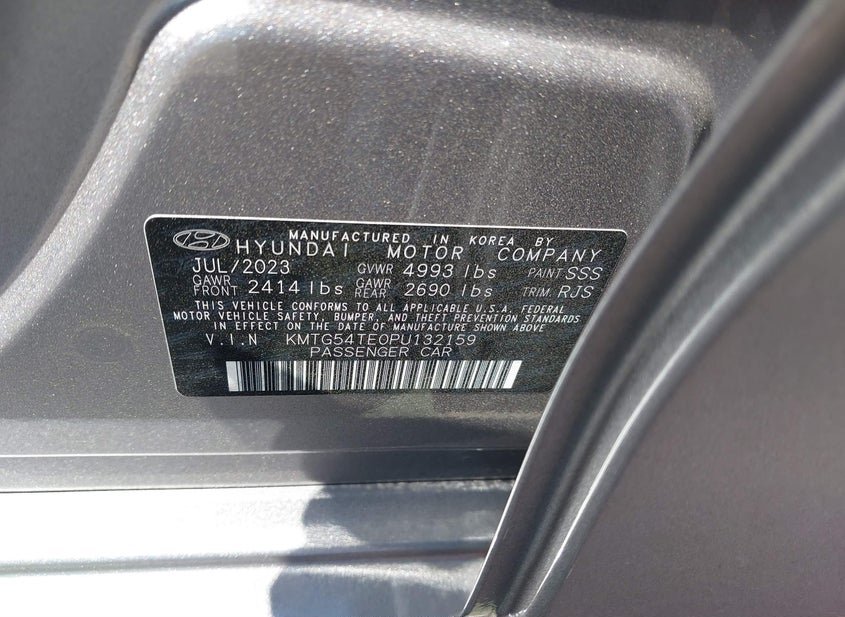 MANUFACTURED IN KOREA BY
HYUNDAI MOTOR COMPANY
JUL/2023 GVWR 4993 lbs PAINT SSS
GAWR FRONT 2414 lbs GAWR REAR 2690 lbs TRIM. RJS
THIS VEHICLE CONFORMS TO ALL APPLICABLE U.S.A. FEDERAL
MOTOR VEHICLE SAFETY, BUMPER, AND THEFT PREVENTION STANDARDS
IN EFFECT ON THE DATE OF MANUFACTURE SHOWN ABOVE
V.I.N KMTG54TE0PU132159
PASSENGER CAR